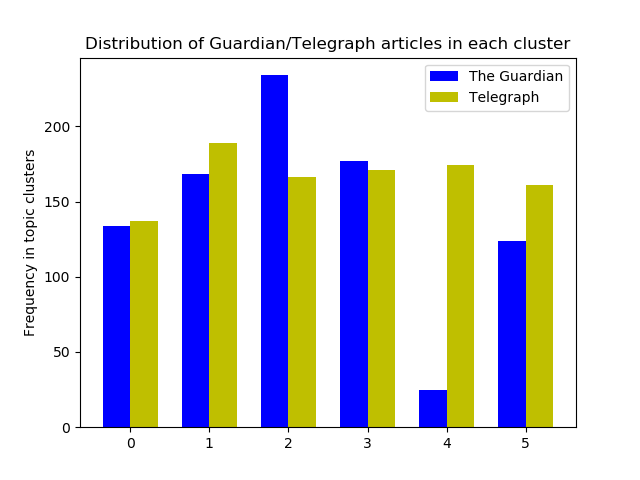 Distribution of Guardian/Telegraph articles in each cluster
The Guardian
Telegraph
Frequency in topic clusters
200
150
100
50
0
0 1 2 3 4 5